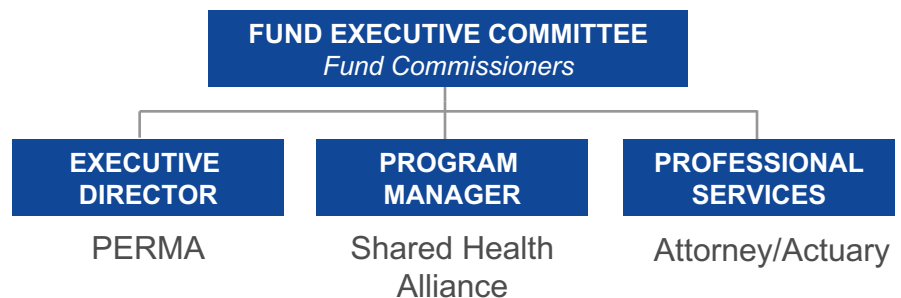 FUND EXECUTIVE COMMITTEE
Fund Commissioners
EXECUTIVE
DIRECTOR
PERMA
PROGRAM
MANAGER
Shared Health
Alliance
PROFESSIONAL
SERVICES
Attorney/Actuary